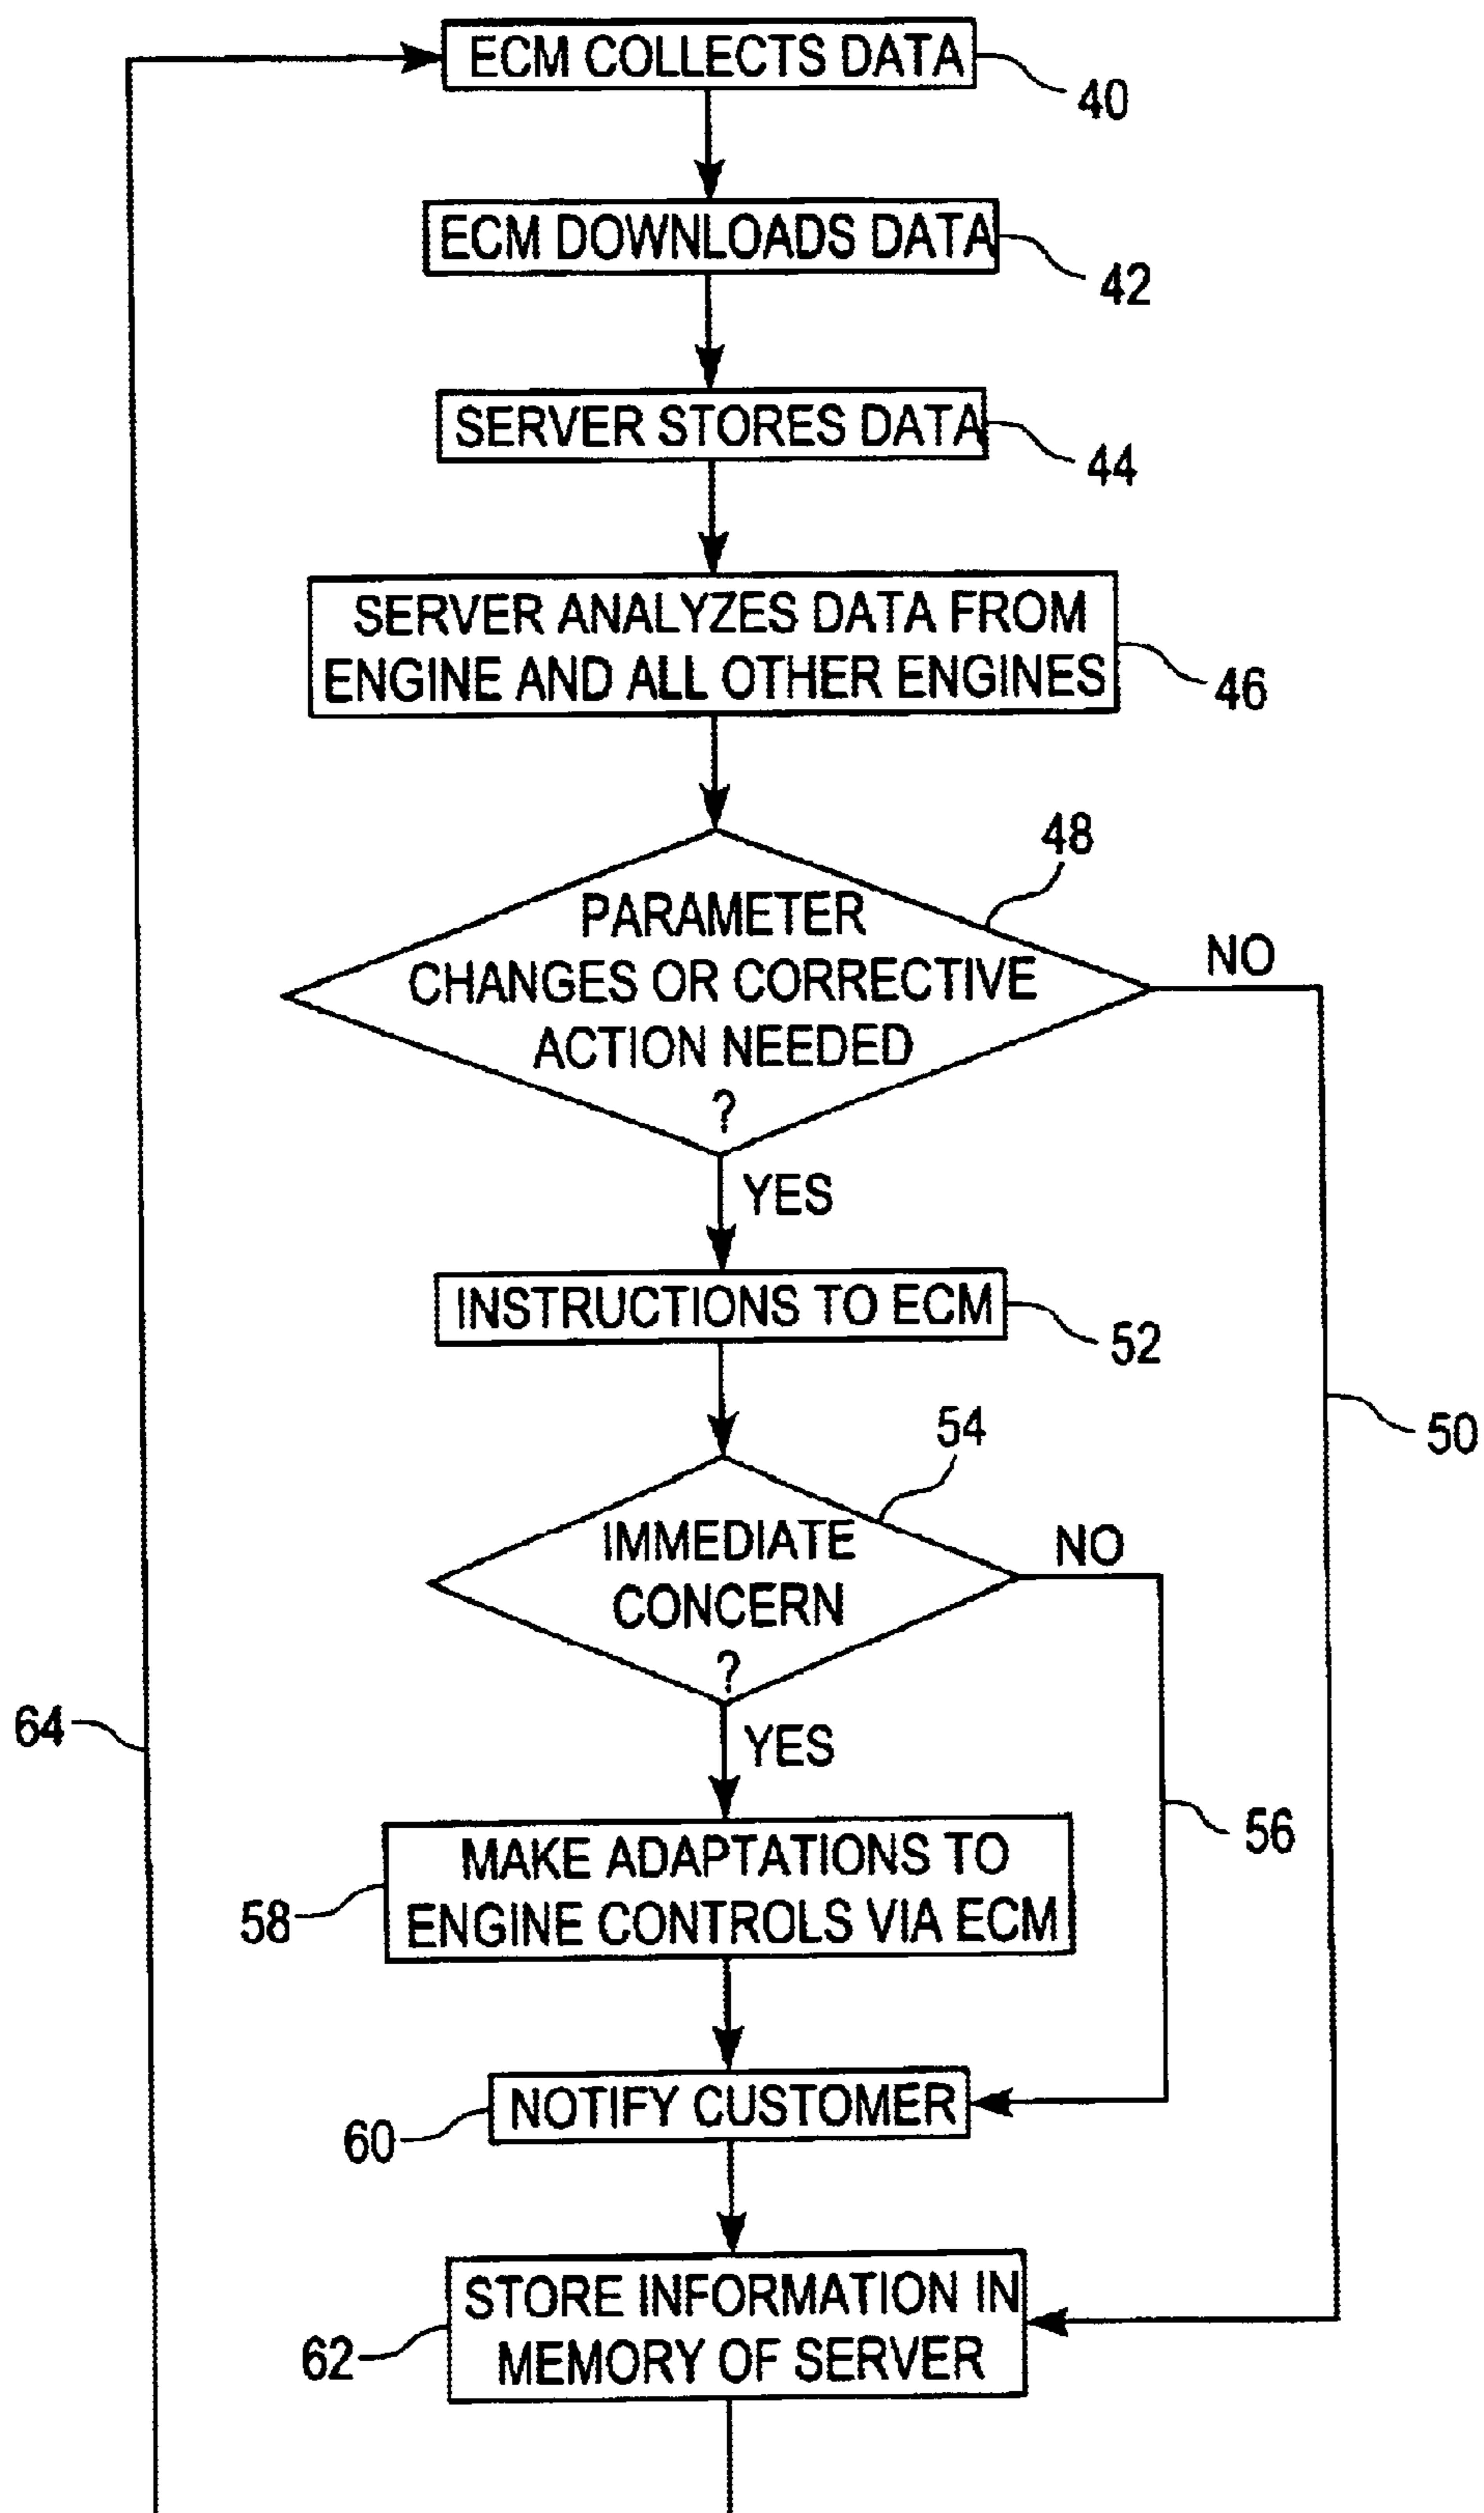 ECM COLLECTS DATA
40
ECM DOWNLOADS DATA
42
SERVER STORES DATA
44
SERVER ANALYZES DATA FROM
ENGINE AND ALL OTHER ENGINES
46
48
PARAMETER
CHANGES OR CORRECTIVE
ACTION NEEDED
?
NO
YES
INSTRUCTIONS TO ECM
52
50
54
IMMEDIATE
CONCERN
?
NO
YES
64
56
MAKE ADAPTATIONS TO
ENGINE CONTROLS VIA ECM
58
NOTIFY CUSTOMER
60
STORE INFORMATION IN
MEMORY OF SERVER
62